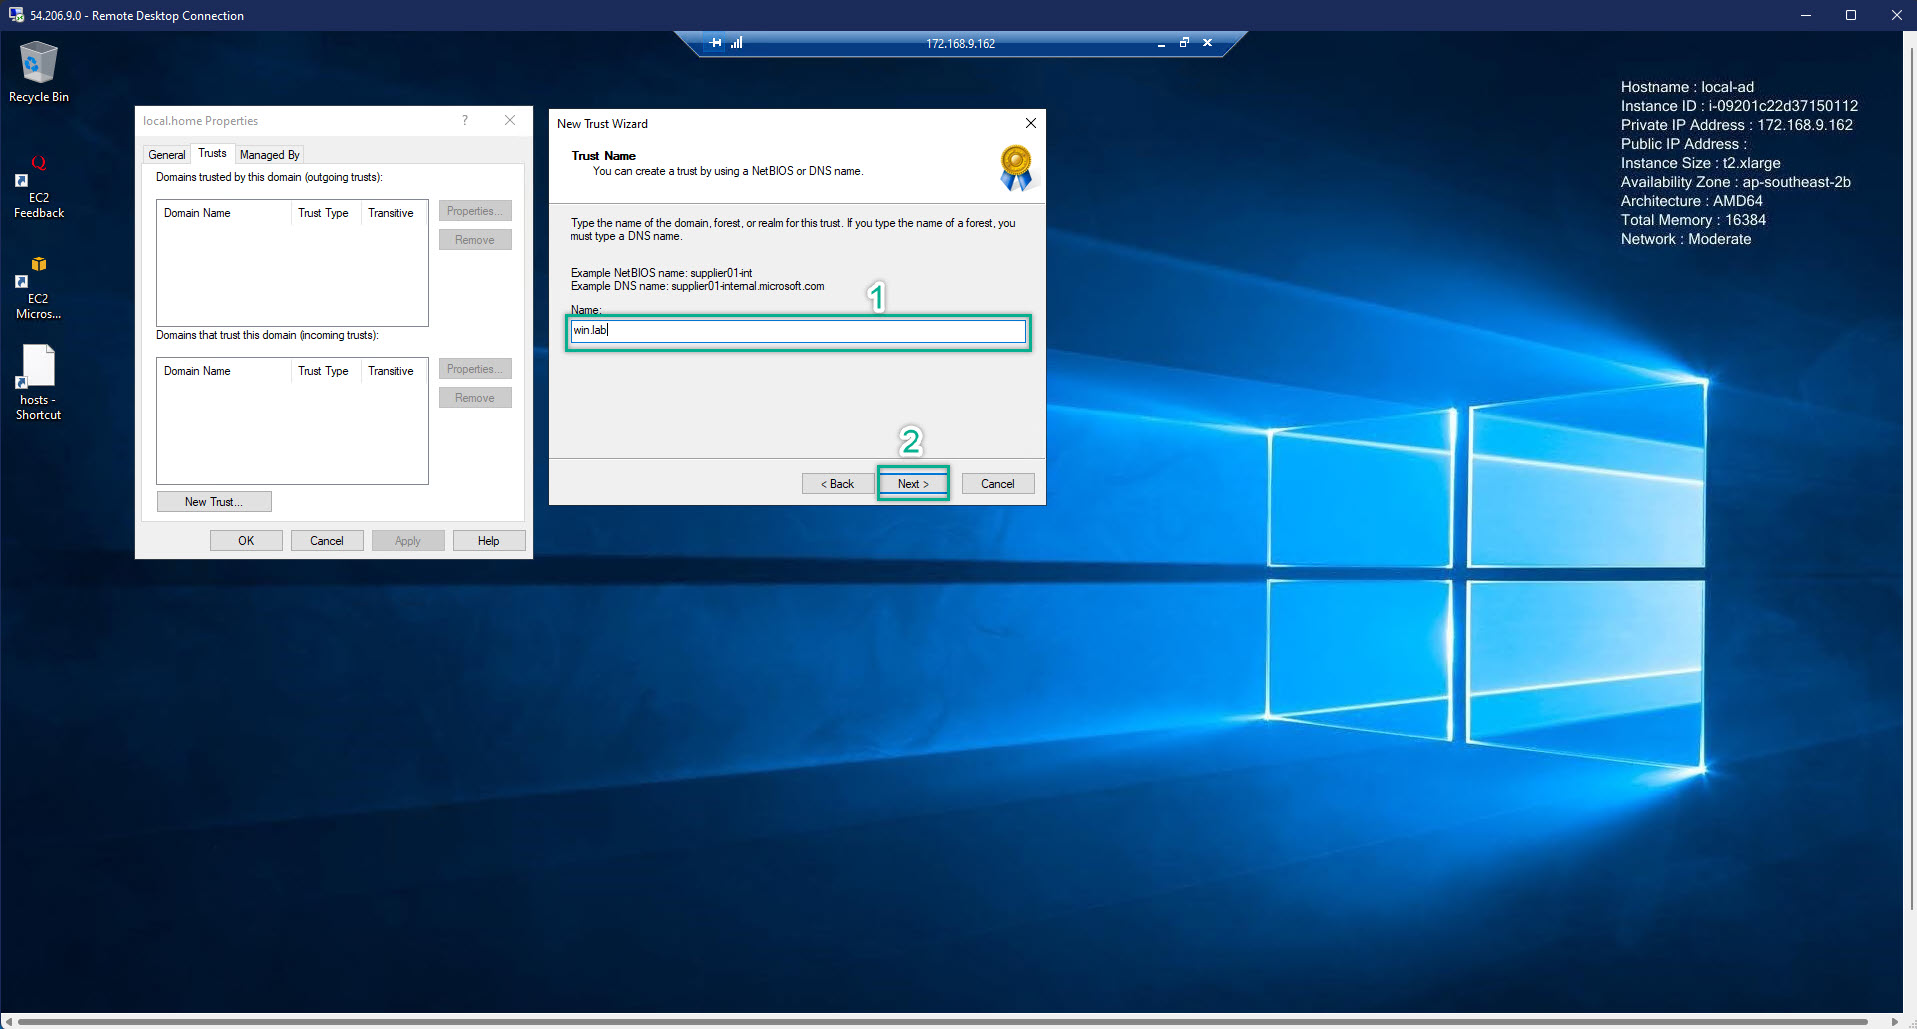 54.206.9.0 - Remote Desktop Connection
172.168.9.162
Recycle Bin
EC2
Feedback
EC2
Micros...
hosts -
Shortcut
Hostname : local-ad
Instance ID : i-09201c22d37150112
Private IP Address : 172.168.9.162
Public IP Address :
Instance Size : t2.xlarge
Availability Zone : ap-southeast-2b
Architecture : AMD64
Total Memory : 16384
Network : Moderate
local.home Properties
?
General Trusts Managed By
Domains trusted by this domain (outgoing trusts):
Domain Name Trust Type Transitive
Properties...
Remove
Domains that trust this domain (incoming trusts):
Domain Name Trust Type Transitive
Properties...
Remove
New Trust...
OK Cancel Apply Help
New Trust Wizard
Trust Name
You can create a trust by using a NetBIOS or DNS name.
Type the name of the domain, forest, or realm for this trust. If you type the name of a forest, you
must type a DNS name.
Example NetBIOS name: supplier01-int
Example DNS name: supplier01-internal.microsoft.com
1
Name:
win.lab
2
< Back Next > Cancel